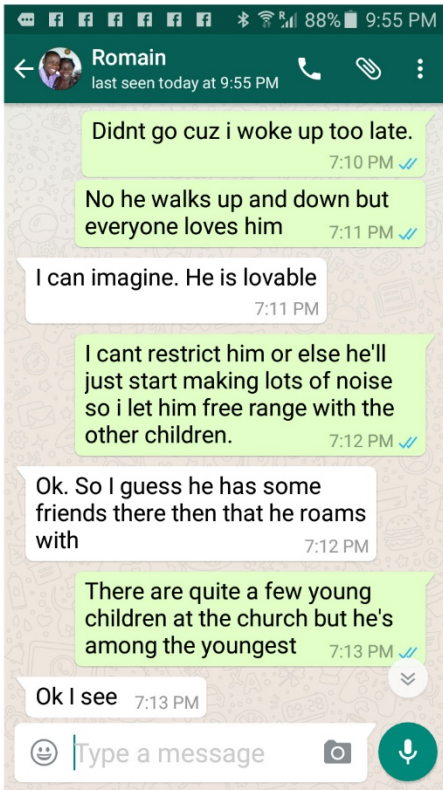 88% 9:55 PM
Romain
last seen today at 9:55 PM
Didnt go cuz i woke up too late.
7:10 PM
No he walks up and down but
everyone loves him 7:11 PM
I can imagine. He is lovable
7:11 PM
I cant restrict him or else he'll
just start making lots of noise
so i let him free range with the
other children. 7:12 PM
Ok. So I guess he has some
friends there then that he roams
with 7:12 PM
There are quite a few young
children at the church but he's
among the youngest 7:13 PM
Ok I see 7:13 PM
Type a message